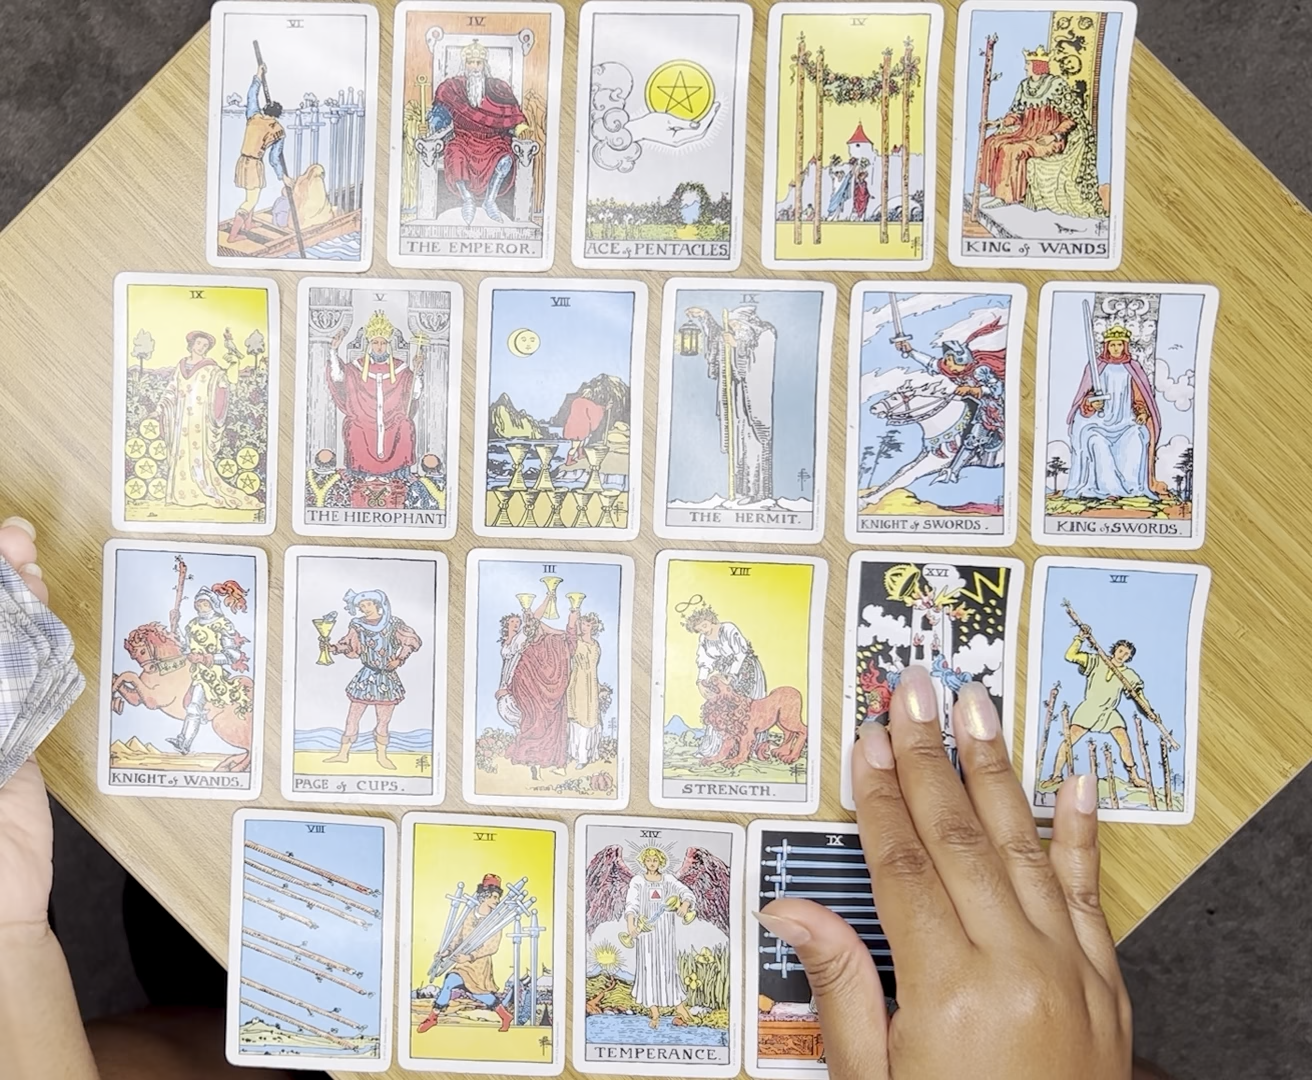 VI
IV
THE EMPEROR.
ACE of PENTACLES.
IV
KING of WANDS
IX
V
THE HIEROPHANT
VIII
IX
THE HERMIT.
KNIGHT of SWORDS.
KING of SWORDS.
KNIGHT of WANDS.
PAGE of CUPS.
III
VIII
STRENGTH.
XVI
VII
VIII
VII
XIV
TEMPERANCE.
IX